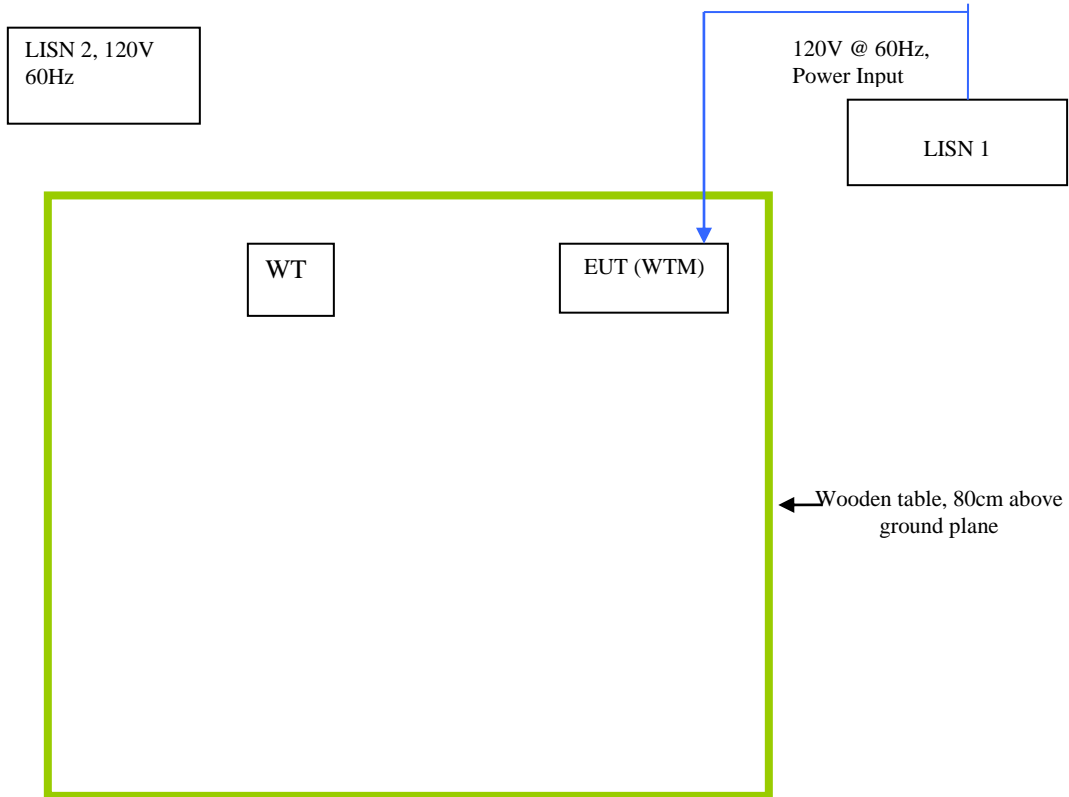 LISN 2, 120V
60Hz
120V @ 60Hz,
Power Input
LISN 1
WT
EUT (WTM)
Wooden table, 80cm above
ground plane